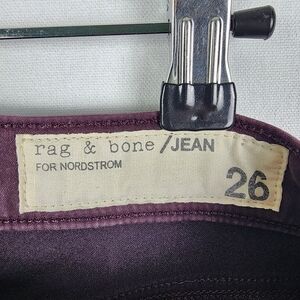 rag & bone/JEAN
FOR NORDSTROM
26